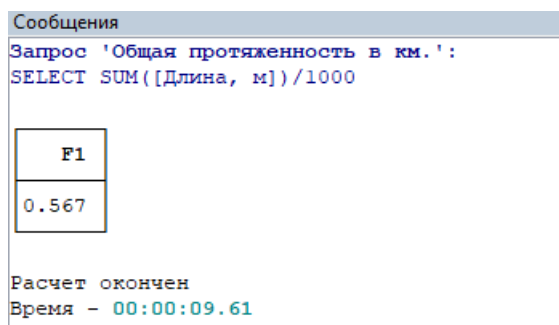 Сообщения
Запрос 'Общая протяженность в км.':
SELECT SUM([Длина, м])/1000
F1
0.567
Расчет окончен
Время - 00:00:09.61